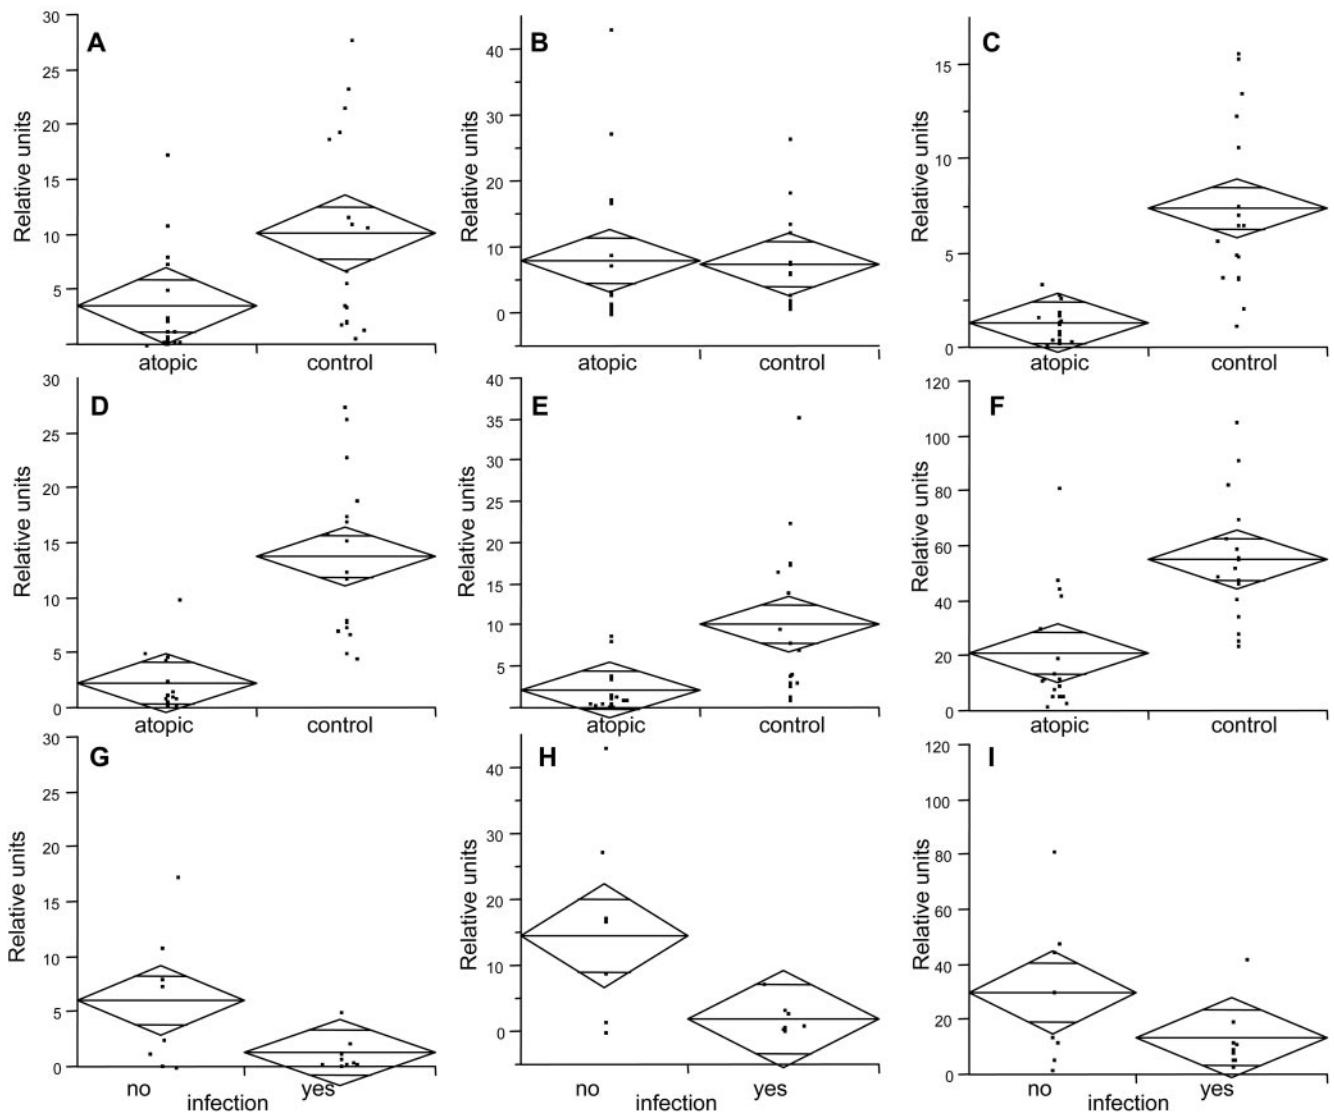 A
Relative units
30
25
20
15
10
5
atopic control
B
Relative units
40
30
20
10
0
atopic control
C
Relative units
15
10
5
0
atopic control
D
Relative units
30
25
20
15
10
5
0
atopic control
E
Relative units
40
35
30
25
20
15
10
5
atopic control
F
Relative units
120
100
80
60
40
20
0
atopic control
G
Relative units
30
25
20
15
10
5
0
no yes
infection
H
Relative units
40
30
20
10
0
no yes
infection
I
Relative units
120
100
80
60
40
20
0
no yes
infection